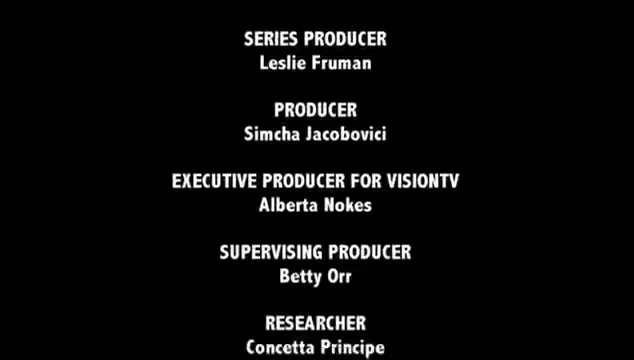 SERIES PRODUCER
Leslie Fruman
PRODUCER
Simcha Jacobovici
EXECUTIVE PRODUCER FOR VISIONTV
Alberta Nokes
SUPERVISING PRODUCER
Betty Orr
RESEARCHER
Concetta Principe